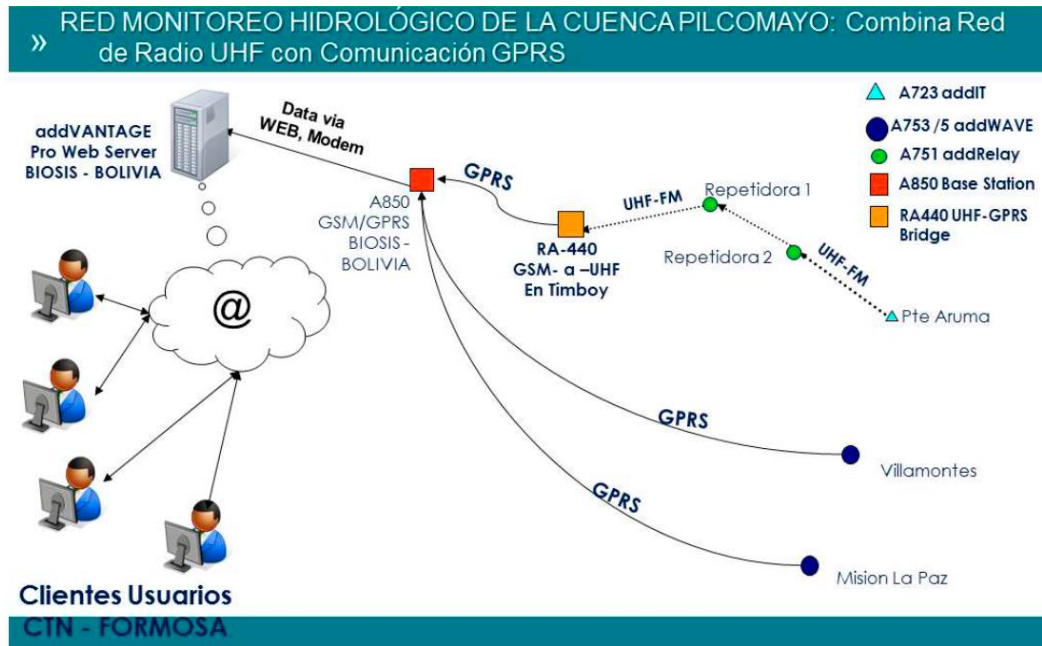 » RED MONITOREO HIDROLÓGICO DE LA CUENCA PILCOMAYO: Combina Red
de Radio UHF con Comunicación GPRS
addVANTAGE
Pro Web Server
BIOSIS - BOLIVIA
Data via
WEB, Modem
A850
GSM/GPRS
BIOSIS -
BOLIVIA
GPRS
RA-440
GSM- a –UHF
En Timboy
UHF-FM
Repetidora 1
Repetidora 2
UHF-FM
Pte Aruma
A723 addIT
A753 /5 addWAVE
A751 addRelay
A850 Base Station
RA440 UHF-GPRS
Bridge
@
GPRS
Villamontes
GPRS
Mision La Paz
Clientes Usuarios
CTN - FORMOSA